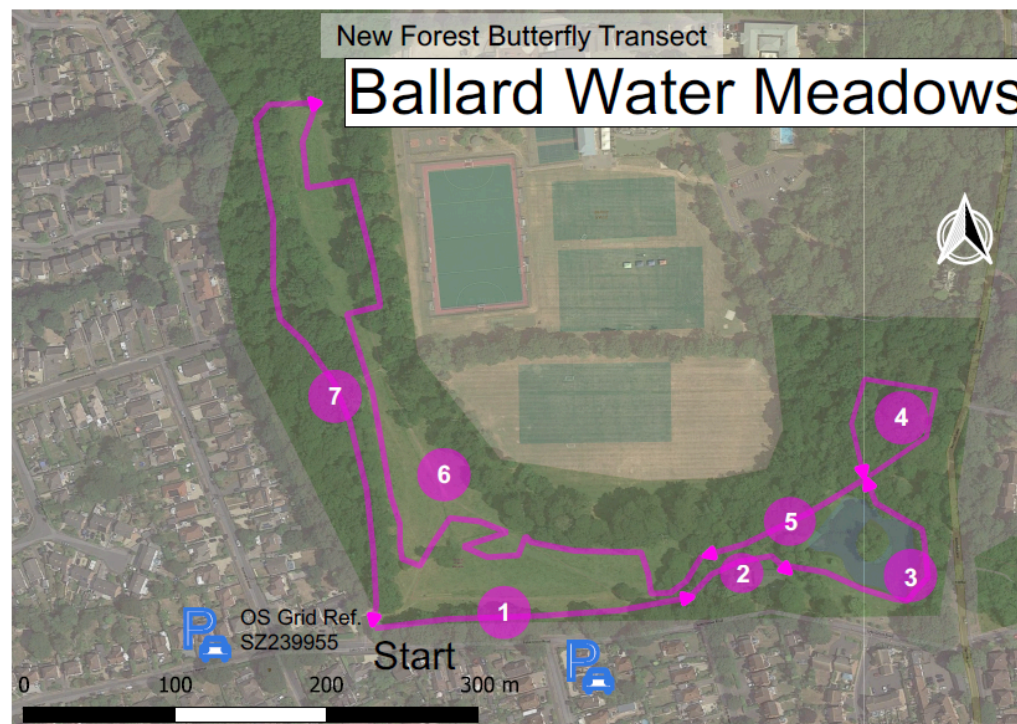 New Forest Butterfly Transect
Ballard Water Meadows
4
7
6
5
2
3
1
P
OS Grid Ref.
SZ239955
Start
P
0 100 200 300 m